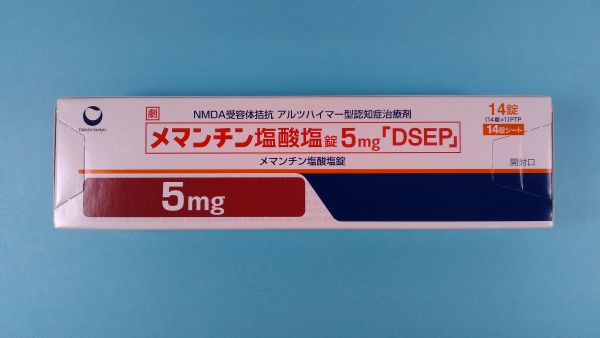 Daiichi-Sankyo
劇
NMDA受容体拮抗 アルツハイマー型認知症治療剤
メマンチン塩酸塩錠5mg「DSEP」
メマンチン塩酸塩錠
14錠
(14錠×1)PTP
14錠シート
開封口
5mg